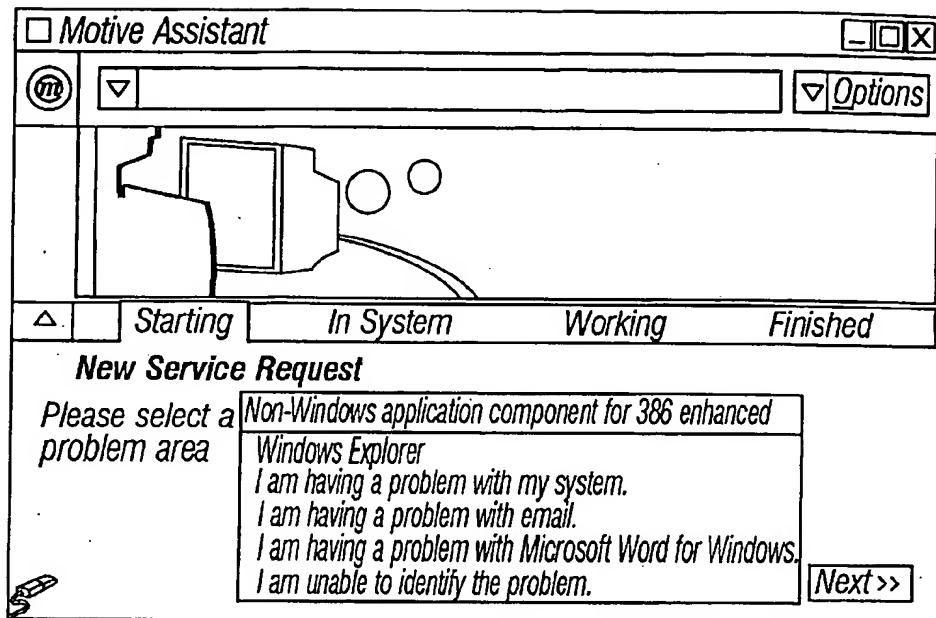 Motive Assistant
m
Options
Starting In System Working Finished
New Service Request
Please select a
problem area
Non-Windows application component for 386 enhanced
Windows Explorer
I am having a problem with my system.
I am having a problem with email.
I am having a problem with Microsoft Word for Windows.
I am unable to identify the problem.
Next >>